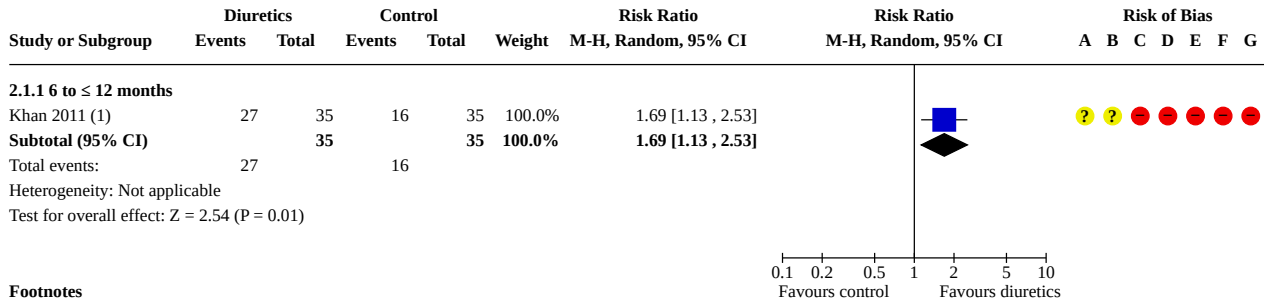 Diuretics Control Risk Ratio Risk Ratio Risk of Bias
Study or Subgroup Events Total Events Total Weight M-H, Random, 95% CI M-H, Random, 95% CI A B C D E F G
2.1.1 6 to ≤ 12 months
Khan 2011 (1) 27 35 16 35 100.0% 1.69 [1.13 , 2.53] ? ? − − − − −
Subtotal (95% CI) 35 35 100.0% 1.69 [1.13 , 2.53]
Total events: 27 16
Heterogeneity: Not applicable
Test for overall effect: Z = 2.54 (P = 0.01)
0.1 0.2 0.5 1 2 5 10
Footnotes Favours control Favours diuretics